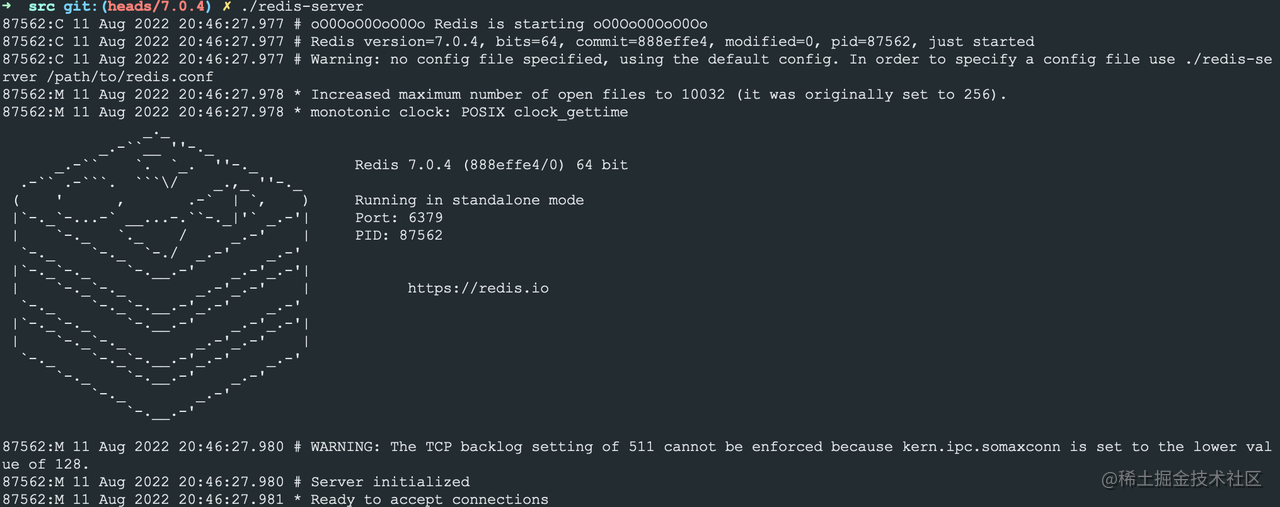 ➜  src git:(heads/7.0.4) ✗ ./redis-server
87562:C 11 Aug 2022 20:46:27.977 # oO0OoO0OoO0Oo Redis is starting oO0OoO0OoO0Oo
87562:C 11 Aug 2022 20:46:27.977 # Redis version=7.0.4, bits=64, commit=888effe4, modified=0, pid=87562, just started
87562:C 11 Aug 2022 20:46:27.977 # Warning: no config file specified, using the default config. In order to specify a config file use ./redis-se
rver /path/to/redis.conf
87562:M 11 Aug 2022 20:46:27.978 * Increased maximum number of open files to 10032 (it was originally set to 256).
87562:M 11 Aug 2022 20:46:27.978 * monotonic clock: POSIX clock_gettime
Redis 7.0.4 (888effe4/0) 64 bit
Running in standalone mode
Port: 6379
PID: 87562
https://redis.io
87562:M 11 Aug 2022 20:46:27.980 # WARNING: The TCP backlog setting of 511 cannot be enforced because kern.ipc.somaxconn is set to the lower val
ue of 128.
87562:M 11 Aug 2022 20:46:27.980 # Server initialized
87562:M 11 Aug 2022 20:46:27.981 * Ready to accept connections
@稀土掘金技术社区